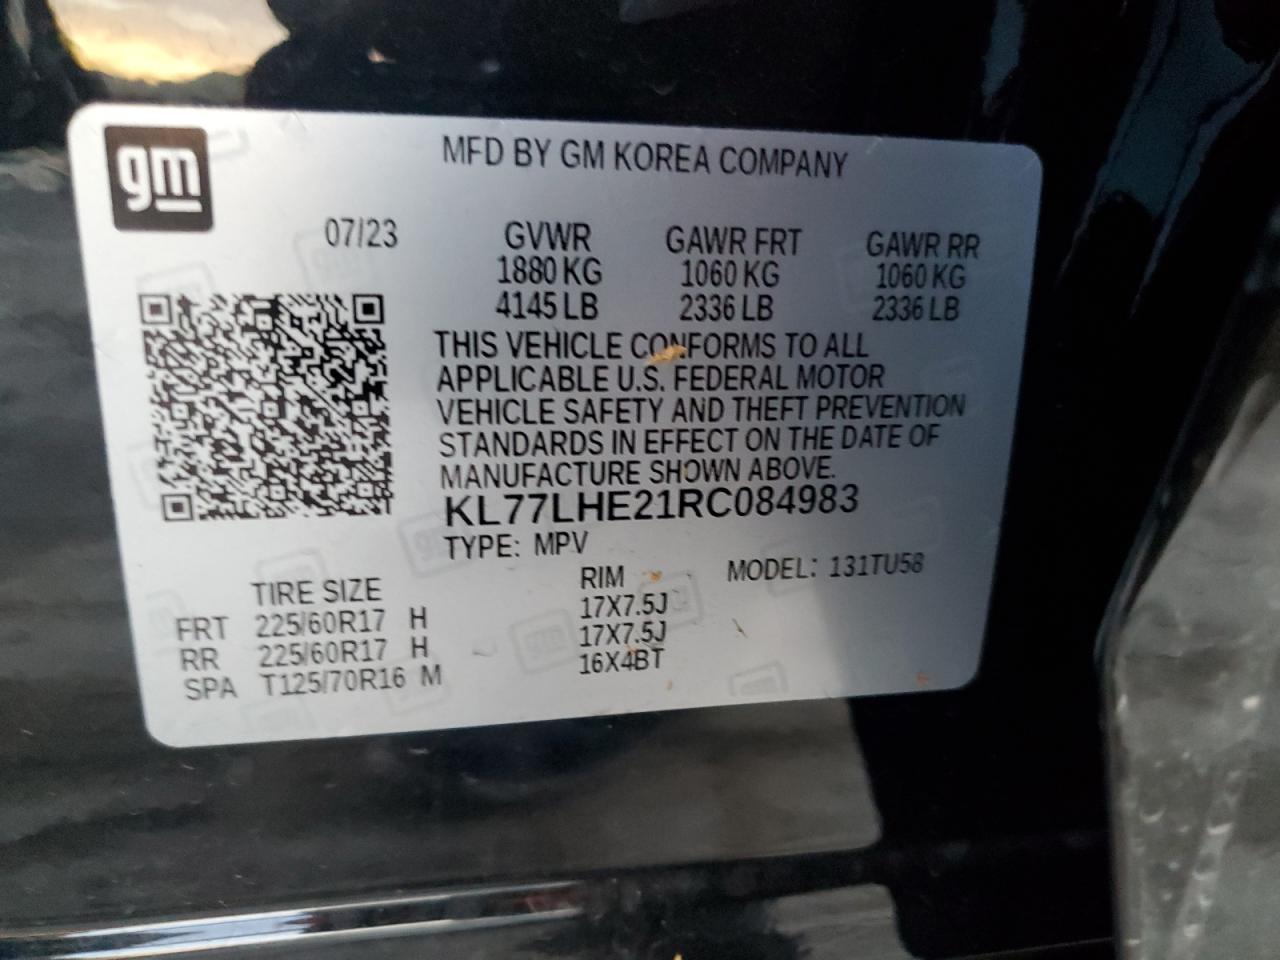 gm
MFD BY GM KOREA COMPANY
07/23 GVWR GAWR FRT GAWR RR
1880 KG 1060 KG 1060 KG
4145 LB 2336 LB 2336 LB
THIS VEHICLE CONFORMS TO ALL
APPLICABLE U.S. FEDERAL MOTOR
VEHICLE SAFETY AND THEFT PREVENTION
STANDARDS IN EFFECT ON THE DATE OF
MANUFACTURE SHOWN ABOVE.
KL77LHE21RC084983
TYPE: MPV
MODEL: 131TU58
TIRE SIZE RIM
FRT 225/60R17 H 17X7.5J
RR 225/60R17 H 17X7.5J
SPA T125/70R16 M 16X4BT